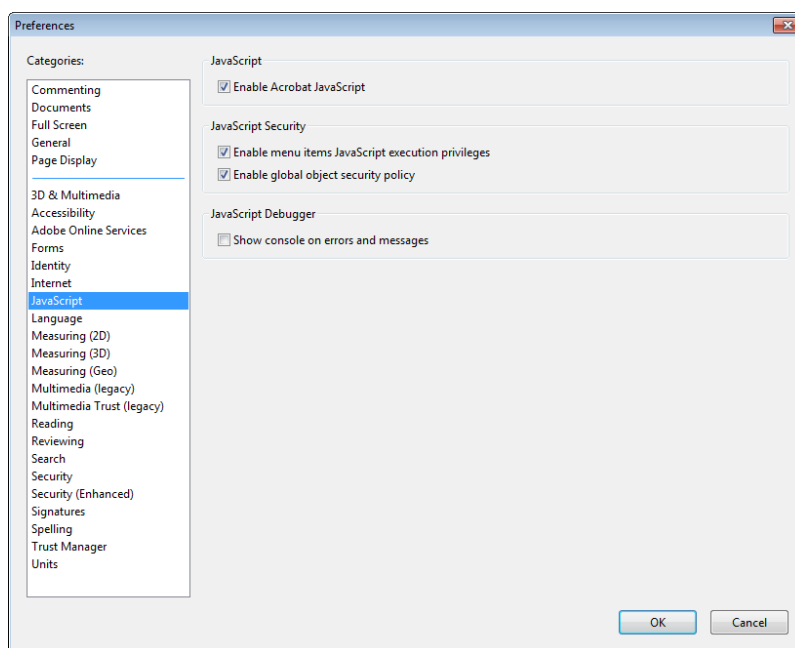 Preferences
Categories:
Commenting
Documents
Full Screen
General
Page Display
3D & Multimedia
Accessibility
Adobe Online Services
Forms
Identity
Internet
JavaScript
Language
Measuring (2D)
Measuring (3D)
Measuring (Geo)
Multimedia (legacy)
Multimedia Trust (legacy)
Reading
Reviewing
Search
Security
Security (Enhanced)
Signatures
Spelling
Trust Manager
Units
JavaScript
Enable Acrobat JavaScript
JavaScript Security
Enable menu items JavaScript execution privileges
Enable global object security policy
JavaScript Debugger
Show console on errors and messages
OK
Cancel